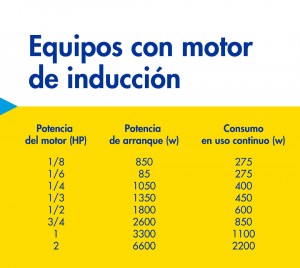 Equipos con motor
de inducción
Potencia del motor (HP) Potencia de arranque (w) Consumo en uso continuo (w)
1/8 850 275
1/6 85 275
1/4 1050 400
1/3 1350 450
1/2 1800 600
3/4 2600 850
1 3300 1100
2 6600 2200